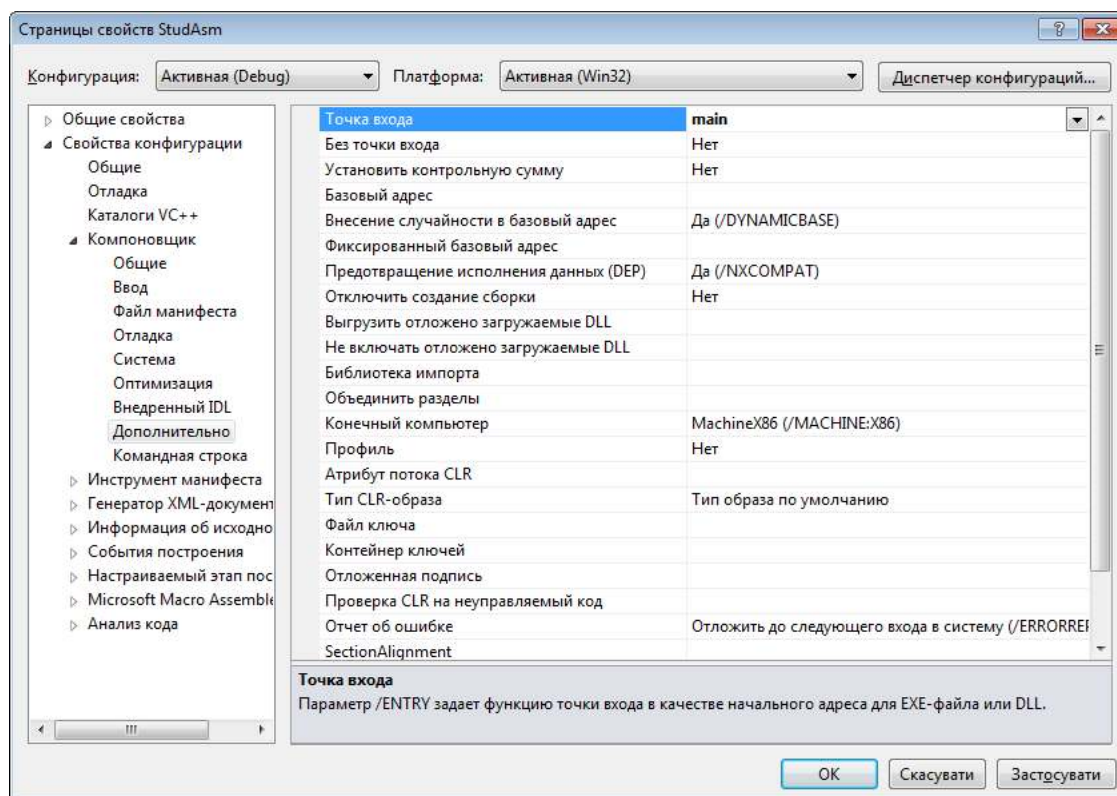 Страницы свойств StudAsm
Конфигурация: Активная (Debug) Платформа: Активная (Win32) Диспетчер конфигураций...
Общие свойства
Свойства конфигурации
Общие
Отладка
Каталоги VC++
Компоновщик
Общие
Ввод
Файл манифеста
Отладка
Система
Оптимизация
Внедренный IDL
Дополнительно
Командная строка
Инструмент манифеста
Генератор XML-документ
Информация об исходно
События построения
Настраиваемый этап пос
Microsoft Macro Assemble
Анализ кода
Точка входа main
Без точки входа Нет
Установить контрольную сумму Нет
Базовый адрес
Внесение случайности в базовый адрес Да (/DYNAMICBASE)
Фиксированный базовый адрес
Предотвращение исполнения данных (DEP) Да (/NXCOMPAT)
Отключить создание сборки Нет
Выгрузить отложено загружаемые DLL
Не включать отложено загружаемые DLL
Библиотека импорта
Объединить разделы
Конечный компьютер MachineX86 (/MACHINE:X86)
Профиль Нет
Атрибут потока CLR
Тип CLR-образа Тип образа по умолчанию
Файл ключа
Контейнер ключей
Отложенная подпись
Проверка CLR на неуправляемый код
Отчет об ошибке Отложить до следующего входа в систему (/ERRORREI
SectionAlignment
Точка входа
Параметр /ENTRY задает функцию точки входа в качестве начального адреса для EXE-файла или DLL.
OK Скасувати Застосувати